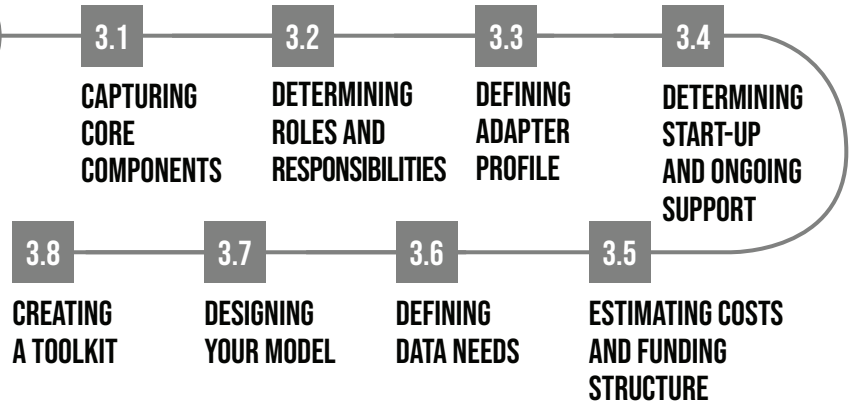 3.1
CAPTURING
CORE
COMPONENTS
3.2
DETERMINING
ROLES AND
RESPONSIBILITIES
3.3
DEFINING
ADAPTER
PROFILE
3.4
DETERMINING
START-UP
AND ONGOING
SUPPORT
3.5
ESTIMATING COSTS
AND FUNDING
STRUCTURE
3.6
DEFINING
DATA NEEDS
3.7
DESIGNING
YOUR MODEL
3.8
CREATING
A TOOLKIT